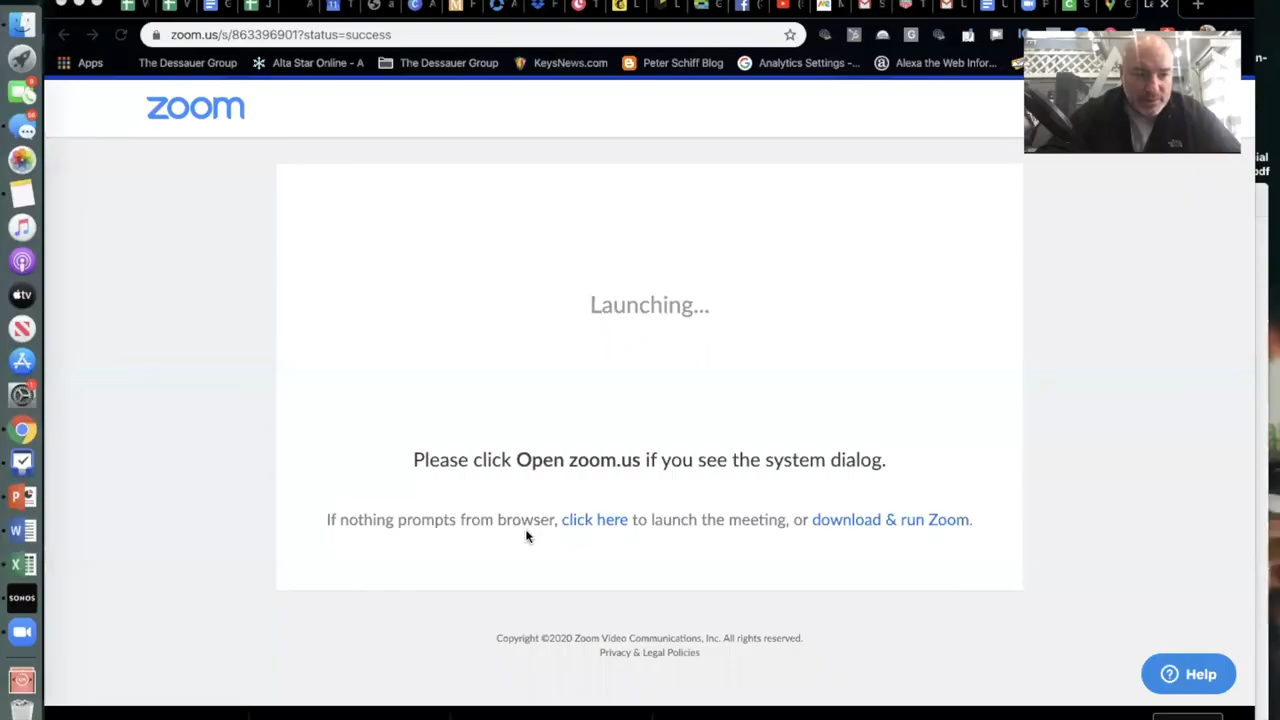 zoom.us/s/863396901?status=success
Apps The Dessauer Group Alta Star Online - A The Dessauer Group KeysNews.com Peter Schiff Blog Analytics Settings -... Alexa the Web Infor...
zoom
Launching...
Please click Open zoom.us if you see the system dialog.
If nothing prompts from browser, click here to launch the meeting, or download & run Zoom.
Copyright ©2020 Zoom Video Communications, Inc. All rights reserved.
Privacy & Legal Policies
Help
tv
SONOS